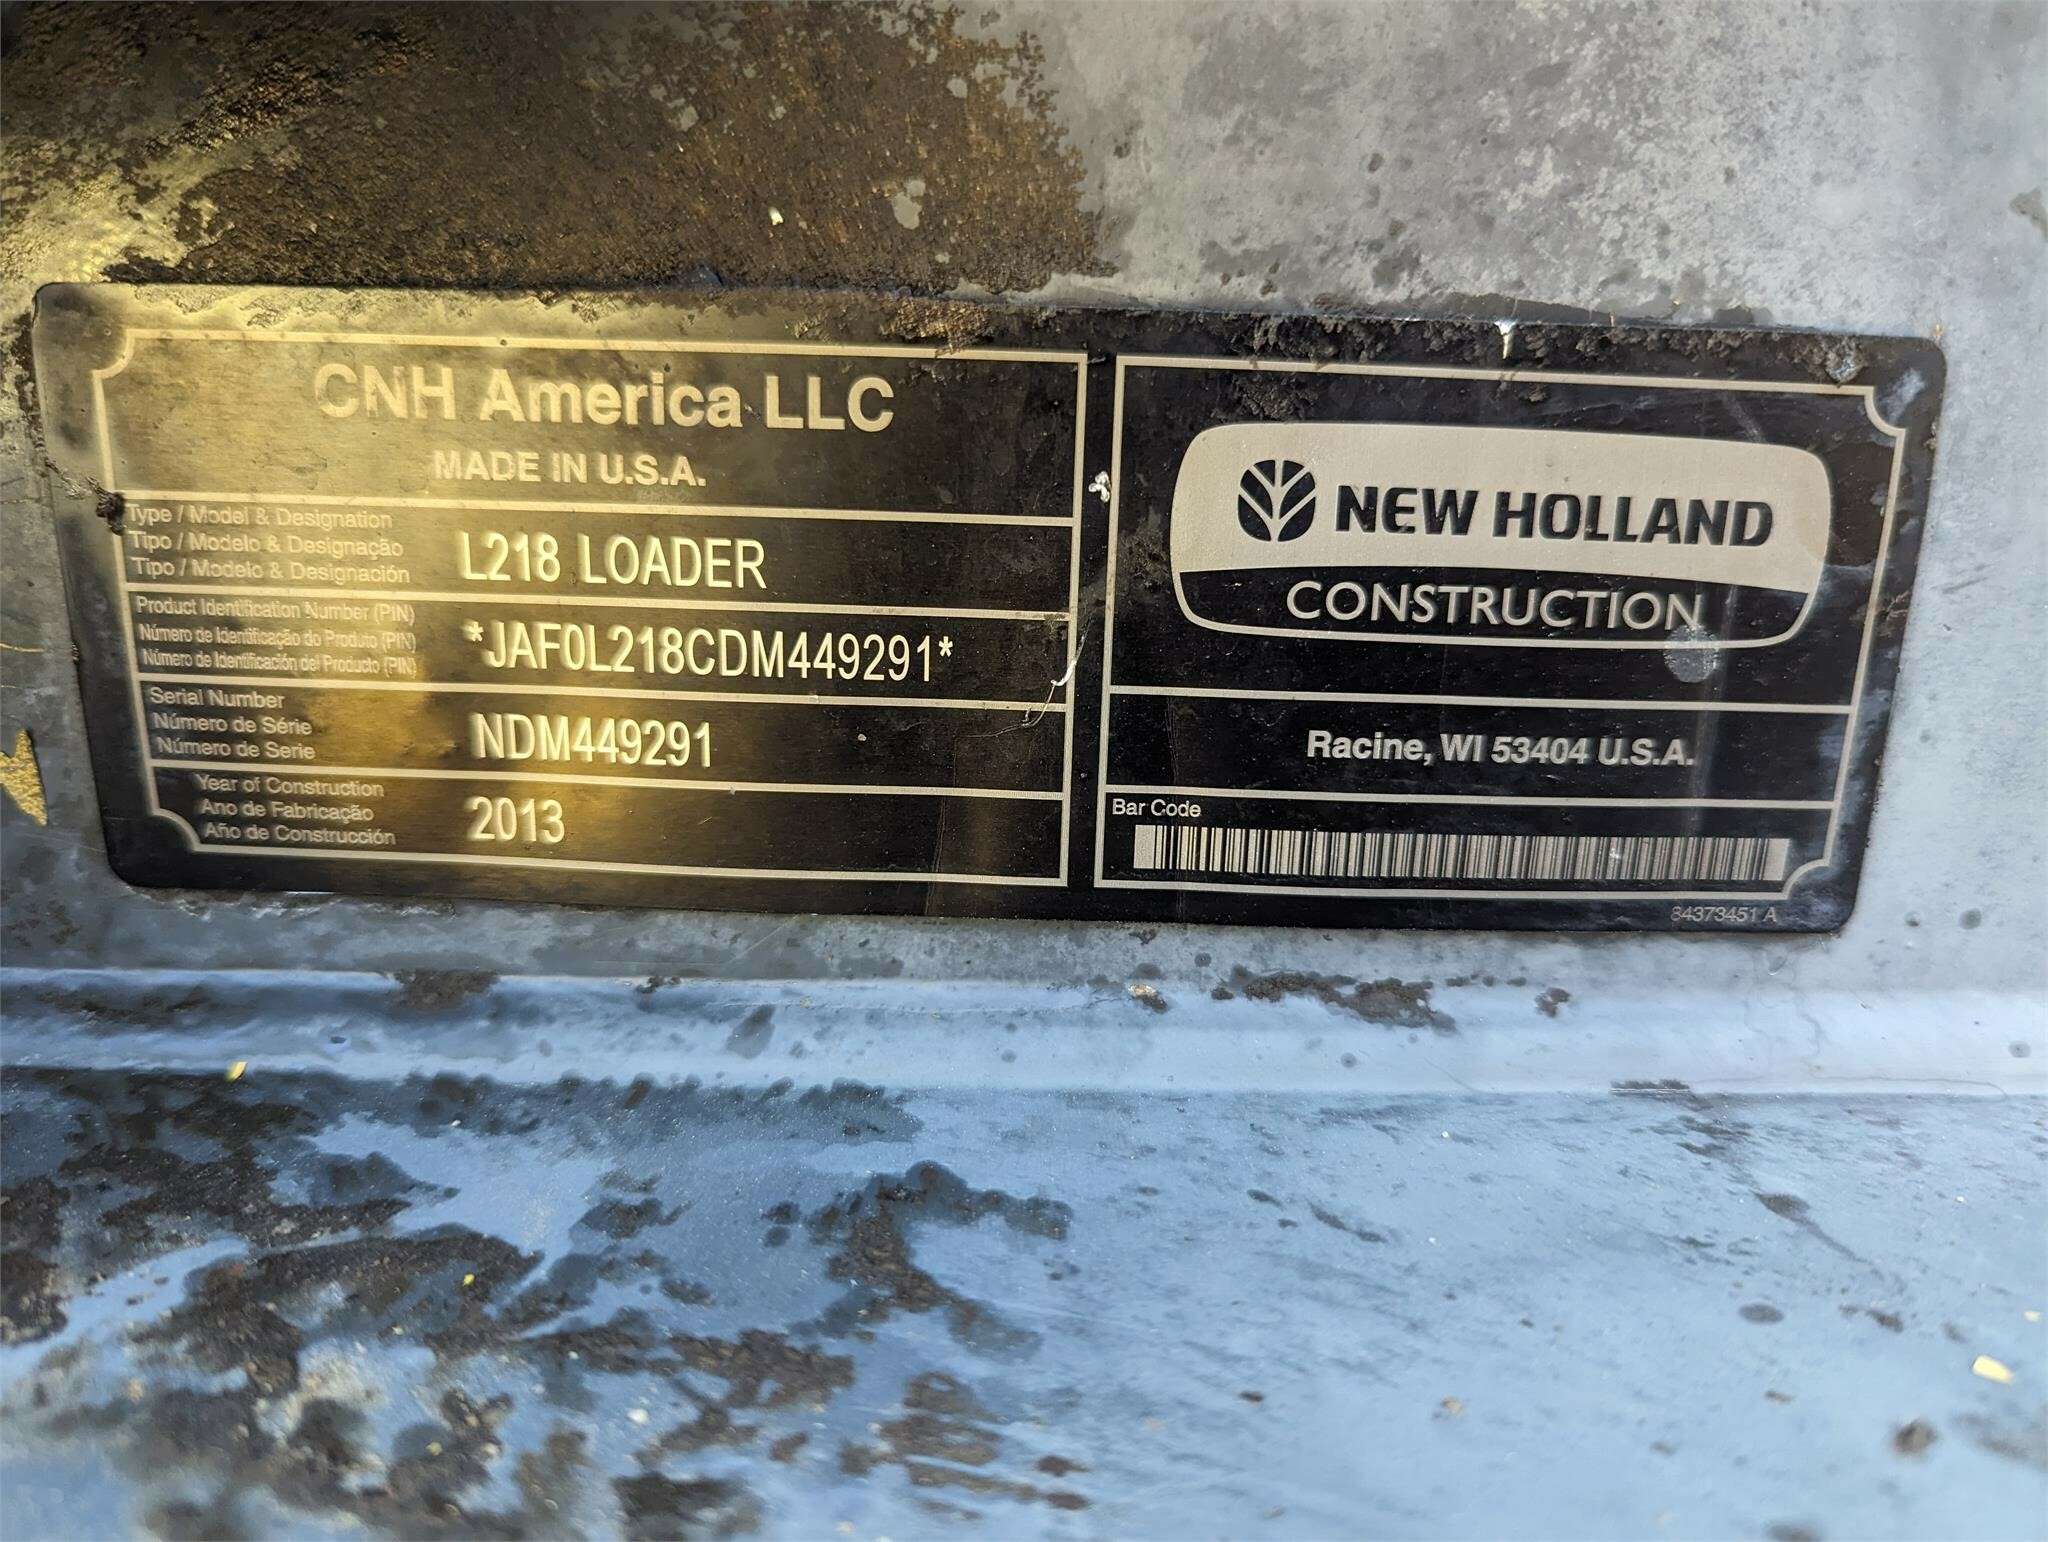 CNH America LLC
MADE IN U.S.A.
Type / Model & Designation
Tipo / Modelo & Designação
Tipo / Modelo & Designación
L218 LOADER
Product Identification Number (PIN)
Número de Identificação do Produto (PIN)
Número de Identificación del Producto (PIN)
*JAF0L218CDM449291*
Serial Number
Número de Série
Número de Serie
NDM449291
Year of Construction
Ano de Fabricação
Año de Construcción
2013
NEW HOLLAND
CONSTRUCTION
Racine, WI 53404 U.S.A.
Bar Code
84373451 A